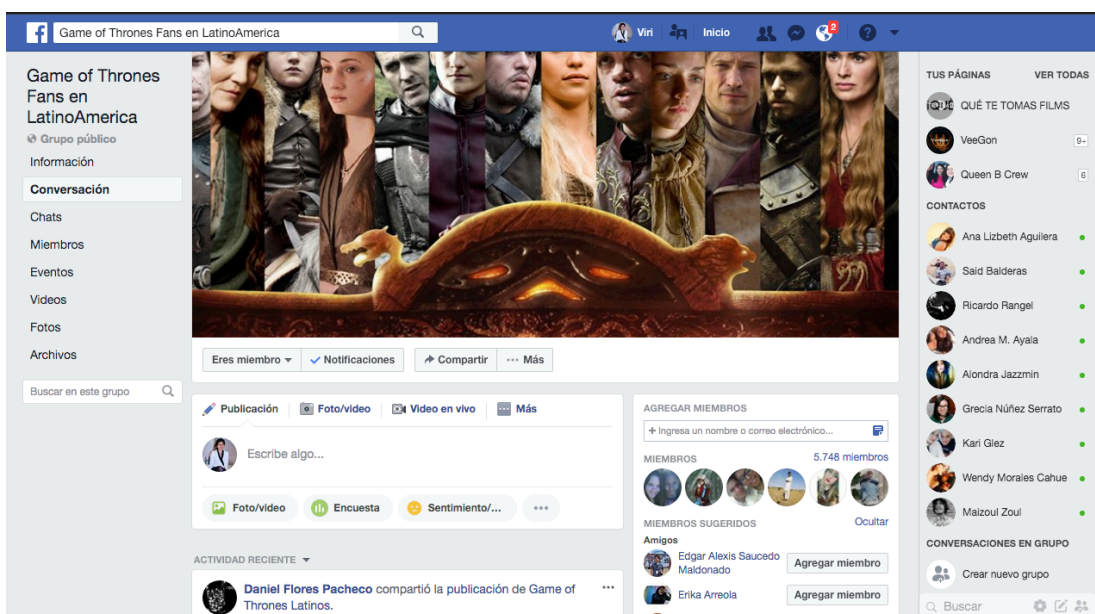 Game of Thrones Fans en LatinoAmerica
Viri
Inicio
2
Game of Thrones
Fans en
LatinoAmerica
Grupo público
Información
Conversación
Chats
Miembros
Eventos
Videos
Fotos
Archivos
Buscar en este grupo
Eres miembro
Notificaciones
Compartir
Más
Publicación
Foto/video
Video en vivo
Más
Escribe algo...
Foto/video
Encuesta
Sentimiento/...
ACTIVIDAD RECIENTE
Daniel Flores Pacheco compartió la publicación de Game of
Thrones Latinos.
AGREGAR MIEMBROS
+ Ingresa un nombre o correo electrónico...
MIEMBROS 5.748 miembros
MIEMBROS SUGERIDOS Ocultar
Amigos
Edgar Alexis Saucedo
Maldonado
Agregar miembro
Erika Arreola
Agregar miembro
TUS PÁGINAS VER TODAS
QUÉ TE TOMAS FILMS
VeeGon 9+
Queen B Crew 6
CONTACTOS
Ana Lizbeth Aguilera
Said Balderas
Ricardo Rangel
Andrea M. Ayala
Alondra Jazzmin
Grecia Núñez Serrato
Kari Glez
Wendy Morales Cahue
Maizoul Zoul
CONVERSACIONES EN GRUPO
Crear nuevo grupo
Buscar